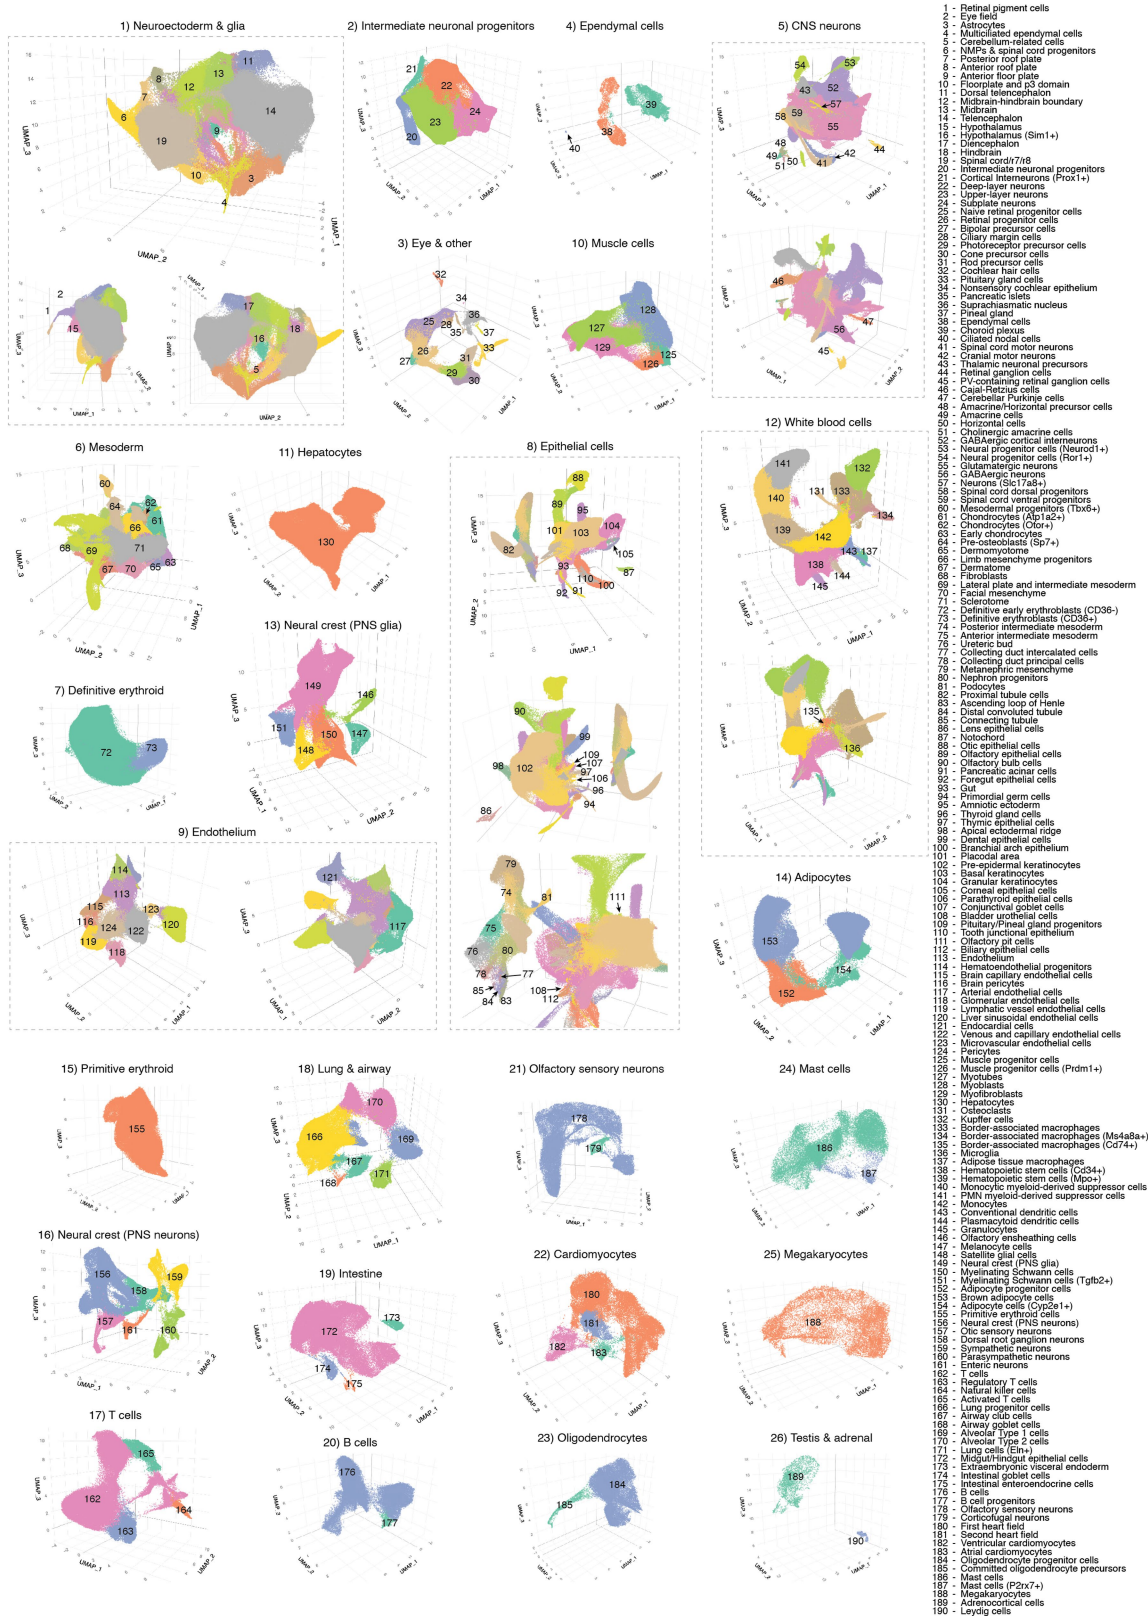 1) Neuroectoderm & glia
2) Intermediate neuronal progenitors
4) Ependymal cells
5) CNS neurons
3) Eye & other
10) Muscle cells
6) Mesoderm
11) Hepatocytes
8) Epithelial cells
12) White blood cells
13) Neural crest (PNS glia)
7) Definitive erythroid
9) Endothelium
14) Adipocytes
15) Primitive erythroid
18) Lung & airway
21) Olfactory sensory neurons
24) Mast cells
16) Neural crest (PNS neurons)
19) Intestine
22) Cardiomyocytes
25) Megakaryocytes
17) T cells
20) B cells
23) Oligodendrocytes
26) Testis & adrenal
UMAP_1
UMAP_2
UMAP_3
1 - Retinal pigment cells
2 - Eye field
3 - Astrocytes
4 - Multiciliated ependymal cells
5 - Cerebellum-related cells
6 - NMPs & spinal cord progenitors
7 - Posterior roof plate
8 - Anterior roof plate
9 - Anterior floor plate
10 - Floorplate and p3 domain
11 - Dorsal telencephalon
12 - Midbrain-hindbrain boundary
13 - Midbrain
14 - Telencephalon
15 - Hypothalamus
16 - Hypothalamus (Sim1+)
17 - Diencephalon
18 - Hindbrain
19 - Spinal cord/r7/r8
20 - Intermediate neuronal progenitors
21 - Cortical Interneurons (Prox1+)
22 - Deep-layer neurons
23 - Upper-layer neurons
24 - Subplate neurons
25 - Naive retinal progenitor cells
26 - Retinal progenitor cells
27 - Bipolar precursor cells
28 - Ciliary margin cells
29 - Photoreceptor precursor cells
30 - Cone precursor cells
31 - Rod precursor cells
32 - Cochlear hair cells
33 - Pituitary gland cells
34 - Nonsensory cochlear epithelium
35 - Pancreatic islets
36 - Suprachiasmatic nucleus
37 - Pineal gland
38 - Ependymal cells
39 - Choroid plexus
40 - Ciliated nodal cells
41 - Spinal cord motor neurons
42 - Cranial motor neurons
43 - Thalamic neuronal precursors
44 - Retinal ganglion cells
45 - PV-containing retinal ganglion cells
46 - Cajal-Retzius cells
47 - Cerebellar Purkinje cells
48 - Amacrine/Horizontal precursor cells
49 - Amacrine cells
50 - Horizontal cells
51 - Cholinergic amacrine cells
52 - GABAergic cortical interneurons
53 - Neural progenitor cells (Neurod1+)
54 - Neural progenitor cells (Ror1+)
55 - Glutamatergic neurons
56 - GABAergic neurons
57 - Neurons (Slc17a8+)
58 - Spinal cord dorsal progenitors
59 - Spinal cord ventral progenitors
60 - Mesodermal progenitors (Tbx6+)
61 - Chondrocytes (Atp1a2+)
62 - Chondrocytes (Otor+)
63 - Early chondrocytes
64 - Pre-osteoblasts (Sp7+)
65 - Dermomyotome
66 - Limb mesenchyme progenitors
67 - Dermatome
68 - Fibroblasts
69 - Lateral plate and intermediate mesoderm
70 - Facial mesenchyme
71 - Sclerotome
72 - Definitive early erythroblasts (CD36-)
73 - Definitive erythroblasts (CD36+)
74 - Posterior intermediate mesoderm
75 - Anterior intermediate mesoderm
76 - Ureteric bud
77 - Collecting duct intercalated cells
78 - Collecting duct principal cells
79 - Metanephric mesenchyme
80 - Nephron progenitors
81 - Podocytes
82 - Proximal tubule cells
83 - Ascending loop of Henle
84 - Distal convoluted tubule
85 - Connecting tubule
86 - Lens epithelial cells
87 - Notochord
88 - Otic epithelial cells
89 - Olfactory epithelial cells
90 - Olfactory bulb cells
91 - Pancreatic acinar cells
92 - Foregut epithelial cells
93 - Gut
94 - Primordial germ cells
95 - Amniotic ectoderm
96 - Thyroid gland cells
97 - Thymic epithelial cells
98 - Apical ectodermal ridge
99 - Dental epithelial cells
100 - Branchial arch epithelium
101 - Placodal area
102 - Pre-epidermal keratinocytes
103 - Basal keratinocytes
104 - Granular keratinocytes
105 - Corneal epithelial cells
106 - Parathyroid epithelial cells
107 - Conjunctival goblet cells
108 - Bladder urothelial cells
109 - Pituitary/Pineal gland progenitors
110 - Tooth junctional epithelium
111 - Olfactory pit cells
112 - Biliary epithelial cells
113 - Endothelium
114 - Hematoendothelial progenitors
115 - Brain capillary endothelial cells
116 - Brain pericytes
117 - Arterial endothelial cells
118 - Glomerular endothelial cells
119 - Lymphatic vessel endothelial cells
120 - Liver sinusoidal endothelial cells
121 - Endocardial cells
122 - Venous and capillary endothelial cells
123 - Microvascular endothelial cells
124 - Pericytes
125 - Muscle progenitor cells
126 - Muscle progenitor cells (Prdm1+)
127 - Myotubes
128 - Myoblasts
129 - Myofibroblasts
130 - Hepatocytes
131 - Osteoclasts
132 - Kupffer cells
133 - Border-associated macrophages
134 - Border-associated macrophages (Ms4a8a+)
135 - Border-associated macrophages (Cd74+)
136 - Microglia
137 - Adipose tissue macrophages
138 - Hematopoietic stem cells (Cd34+)
139 - Hematopoietic stem cells (Mpo+)
140 - Monocytic myeloid-derived suppressor cells
141 - PMN myeloid-derived suppressor cells
142 - Monocytes
143 - Conventional dendritic cells
144 - Plasmacytoid dendritic cells
145 - Granulocytes
146 - Olfactory ensheathing cells
147 - Melanocyte cells
148 - Satellite glial cells
149 - Neural crest (PNS glia)
150 - Myelinating Schwann cells
151 - Myelinating Schwann cells (Tgfb2+)
152 - Adipocyte progenitor cells
153 - Brown adipocyte cells
154 - Adipocyte cells (Cyp2e1+)
155 - Primitive erythroid cells
156 - Neural crest (PNS neurons)
157 - Otic sensory neurons
158 - Dorsal root ganglion neurons
159 - Sympathetic neurons
160 - Parasympathetic neurons
161 - Enteric neurons
162 - T cells
163 - Regulatory T cells
164 - Natural killer cells
165 - Activated T cells
166 - Lung progenitor cells
167 - Airway club cells
168 - Airway goblet cells
169 - Alveolar Type 1 cells
170 - Alveolar Type 2 cells
171 - Lung cells (Eln+)
172 - Midgut/Hindgut epithelial cells
173 - Extraembryonic visceral endoderm
174 - Intestinal goblet cells
175 - Intestinal enteroendocrine cells
176 - B cells
177 - B cell progenitors
178 - Olfactory sensory neurons
179 - Corticofugal neurons
180 - First heart field
181 - Second heart field
182 - Ventricular cardiomyocytes
183 - Atrial cardiomyocytes
184 - Oligodendrocyte progenitor cells
185 - Committed oligodendrocyte precursors
186 - Mast cells
187 - Mast cells (P2rx7+)
188 - Megakaryocytes
189 - Adrenocortical cells
190 - Leydig cells